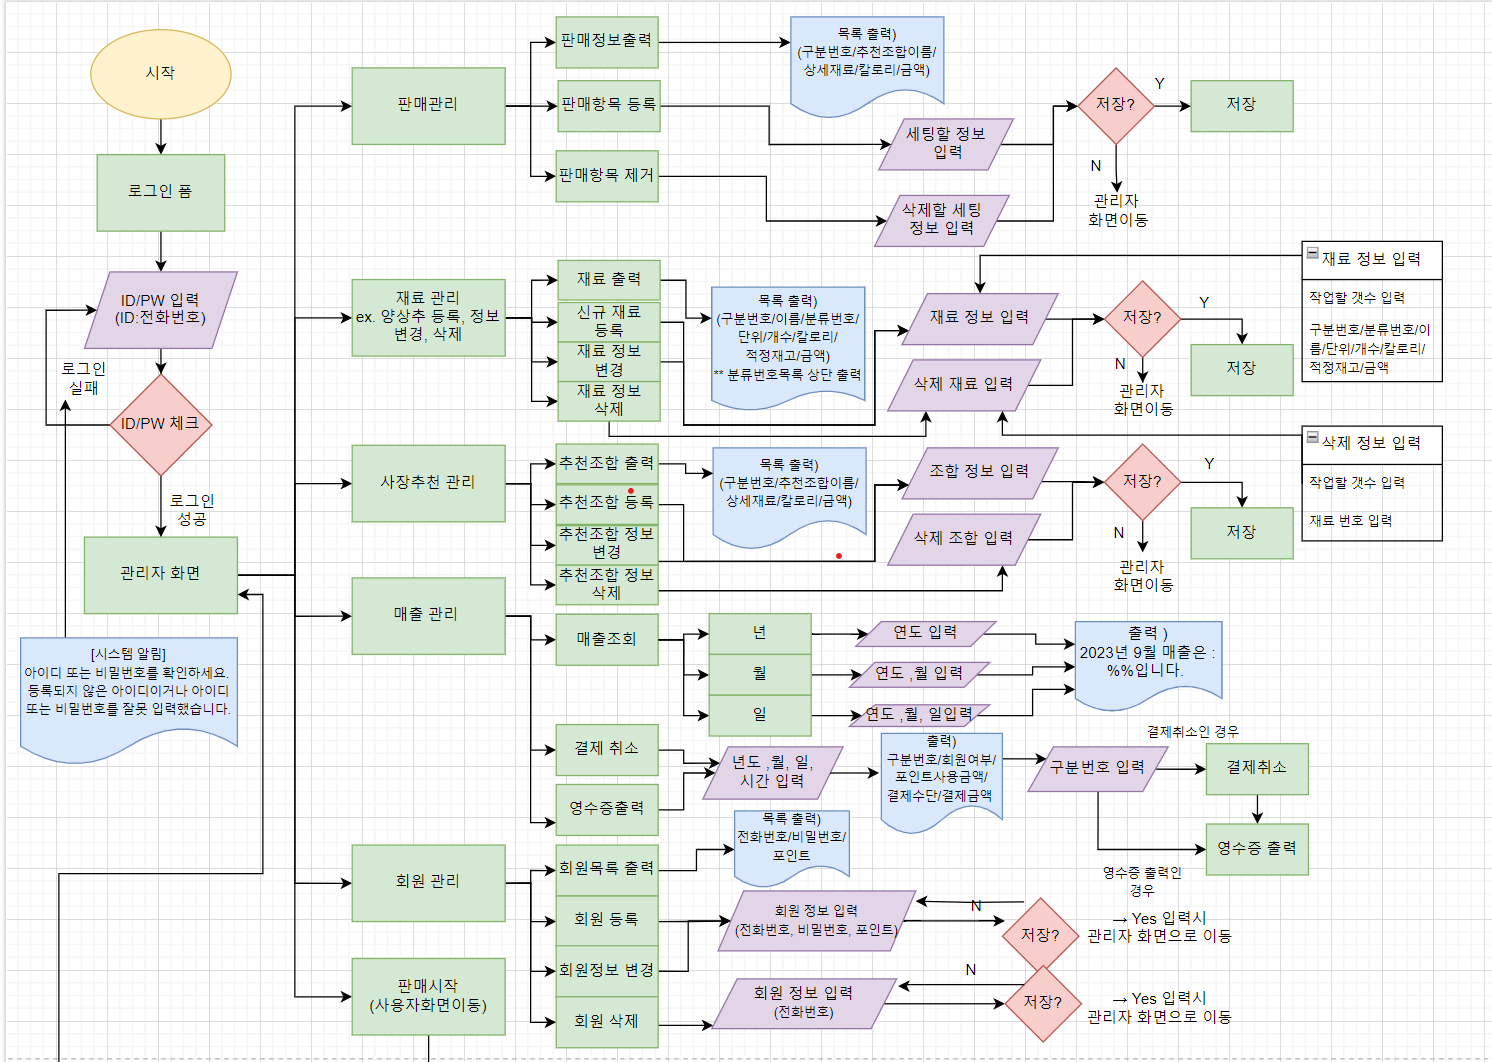 시작
로그인 폼
ID/PW 입력
(ID:전화번호)
로그인
실패
ID/PW 체크
로그인
성공
관리자 화면
[시스템 알림]
아이디 또는 비밀번호를 확인하세요.
등록되지 않은 아이디이거나 아이디
또는 비밀번호를 잘못 입력했습니다.
판매관리
판매정보출력
판매항목 등록
판매항목 제거
목록 출력)
(구분번호/추천조합이름/
상세재료/칼로리/금액)
세팅할 정보
입력
삭제할 세팅
정보 입력
저장?
Y
저장
N
관리자
화면이동
재료 관리
ex. 양상추 등록, 정보
변경, 삭제
재료 출력
신규 재료
등록
재료 정보
변경
재료 정보
삭제
목록 출력)
(구분번호/이름/분류번호/
단위/개수/칼로리/
적정재고/금액)
** 분류번호목록 상단 출력
재료 정보 입력
삭제 재료 입력
저장?
Y
저장
N
관리자
화면이동
재료 정보 입력
작업할 갯수 입력
구분번호/분류번호/이
름/단위/개수/칼로리/
적정재고/금액
사장추천 관리
추천조합 출력
추천조합 등록
추천조합 정보
변경
추천조합 정보
삭제
목록 출력)
(구분번호/추천조합이름/
상세재료/칼로리/금액)
조합 정보 입력
삭제 조합 입력
저장?
Y
저장
N
관리자
화면이동
삭제 정보 입력
작업할 갯수 입력
재료 번호 입력
매출 관리
매출조회
년
월
일
연도 입력
연도 ,월 입력
연도 ,월, 일입력
출력 )
2023년 9월 매출은 :
%%입니다.
결제 취소
영수증출력
년도 ,월, 일,
시간 입력
출력)
구분번호/회원여부/
포인트사용금액/
결제수단/결제금액
구분번호 입력
결제취소인 경우
결제취소
영수증 출력
영수증 출력인
경우
회원 관리
회원목록 출력
회원 등록
회원정보 변경
회원 삭제
목록 출력)
전화번호/비밀번호/
포인트
회원 정보 입력
(전화번호, 비밀번호, 포인트)
N
저장?
→ Yes 입력시
관리자 화면으로 이동
회원 정보 입력
(전화번호)
N
저장?
→ Yes 입력시
관리자 화면으로 이동
판매시작
(사용자화면이동)